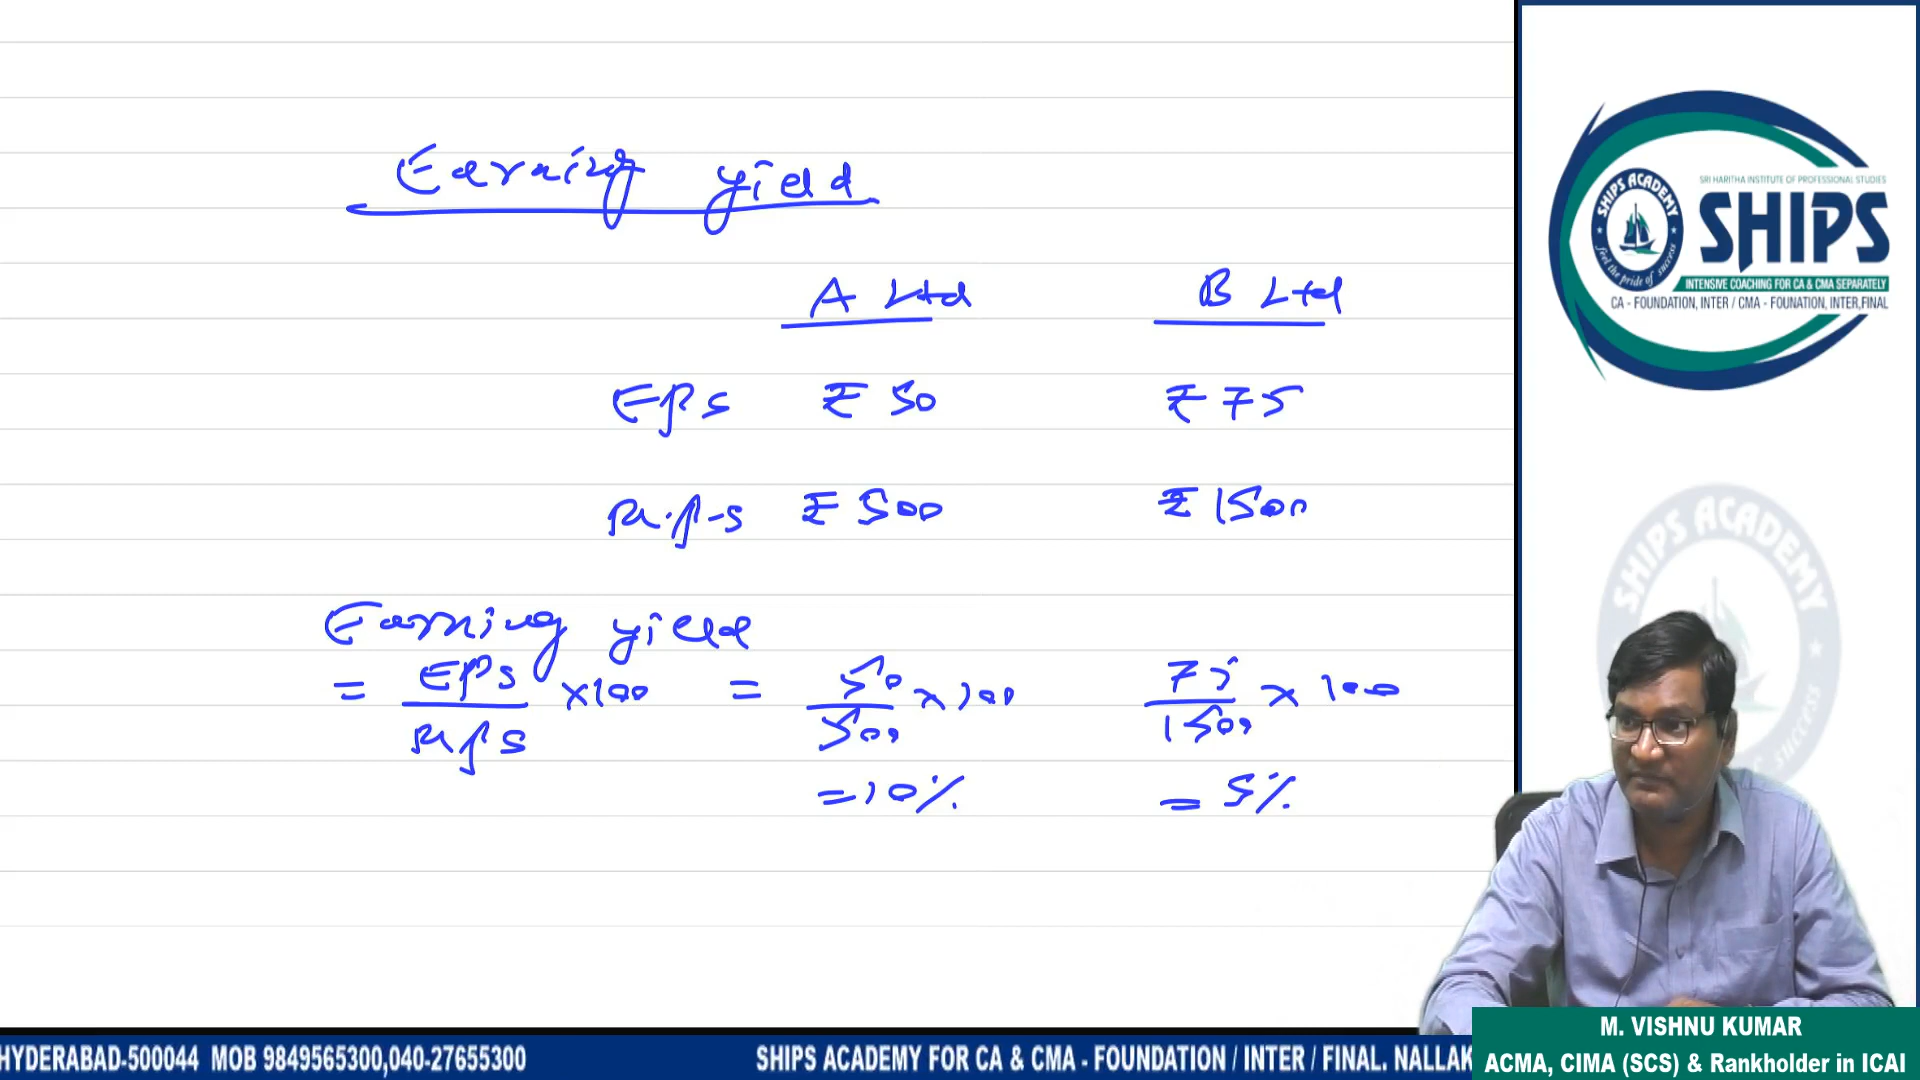 Earning yield
A Ltd B Ltd
EPS ₹ 50 ₹ 75
M.P.S ₹ 500 ₹ 1500
Earning yield
= EPS / MPS ×100 = 50 / 500 × 100 75 / 1500 × 100
= 10% = 5%
SRI HARITHA INSTITUTE OF PROFESSIONAL STUDIES
SHIPS ACADEMY
feel the pride of success
SHIPS
INTENSIVE COACHING FOR CA & CMA SEPARATELY
CA - FOUNDATION, INTER / CMA - FOUNATION, INTER,FINAL
SHIPS ACADEMY
success
M. VISHNU KUMAR
ACMA, CIMA (SCS) & Rankholder in ICAI
HYDERABAD-500044 MOB 9849565300,040-27655300 SHIPS ACADEMY FOR CA & CMA - FOUNDATION / INTER / FINAL. NALLAK